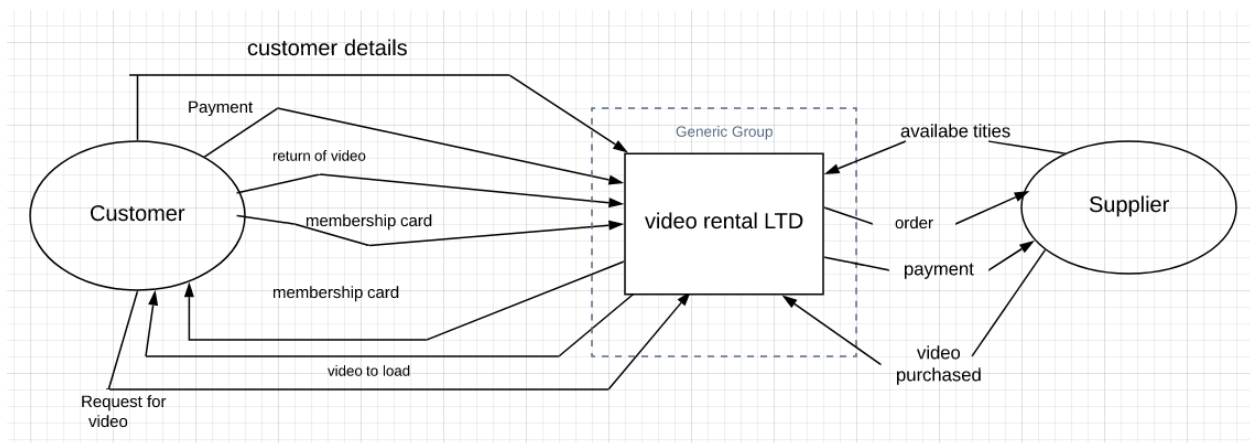 customer details
Payment
Generic Group
availabe tities
return of video
Customer
membership card
video rental LTD
Supplier
order
payment
membership card
video
purchased
video to load
Request for
video